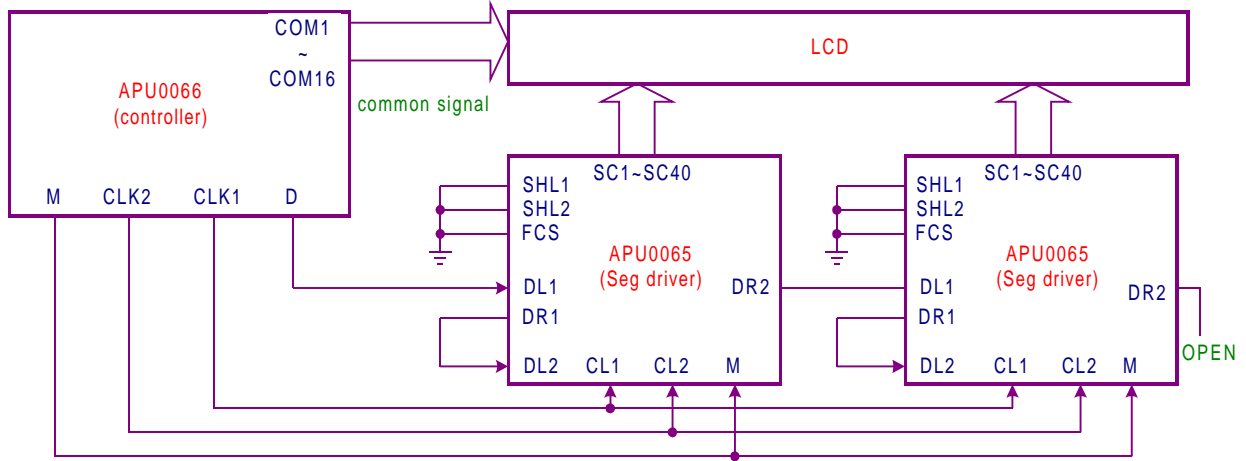 COM1
~
COM16
APU0066
(controller)
M
CLK2
CLK1
D
common signal
LCD
SC1~SC40
SHL1
SHL2
FCS
APU0065
(Seg driver)
DL1
DR2
DR1
DL2
CL1
CL2
M
SC1~SC40
SHL1
SHL2
FCS
APU0065
(Seg driver)
DL1
DR2
DR1
DL2
CL1
CL2
M
OPEN